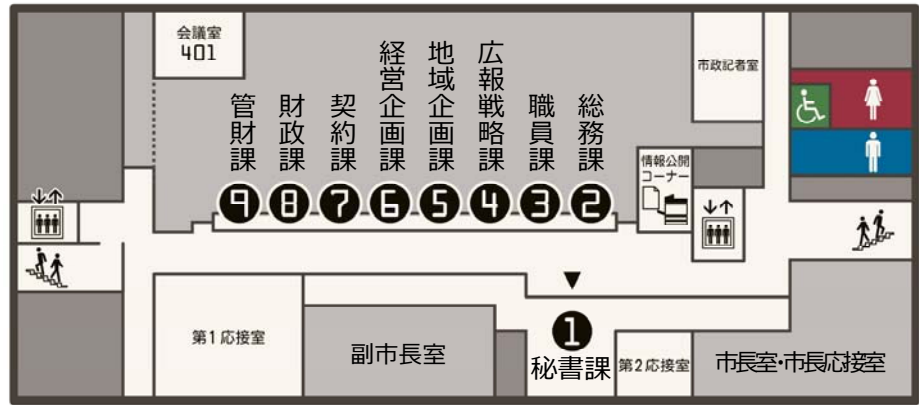 会議室
401
市政記者室
管財課
財政課
契約課
経営企画課
地域企画課
広報戦略課
職員課
総務課
情報公開
コーナー
9
8
7
6
5
4
3
2
第1応接室
副市長室
1
秘書課
第2応接室
市長室・市長応接室